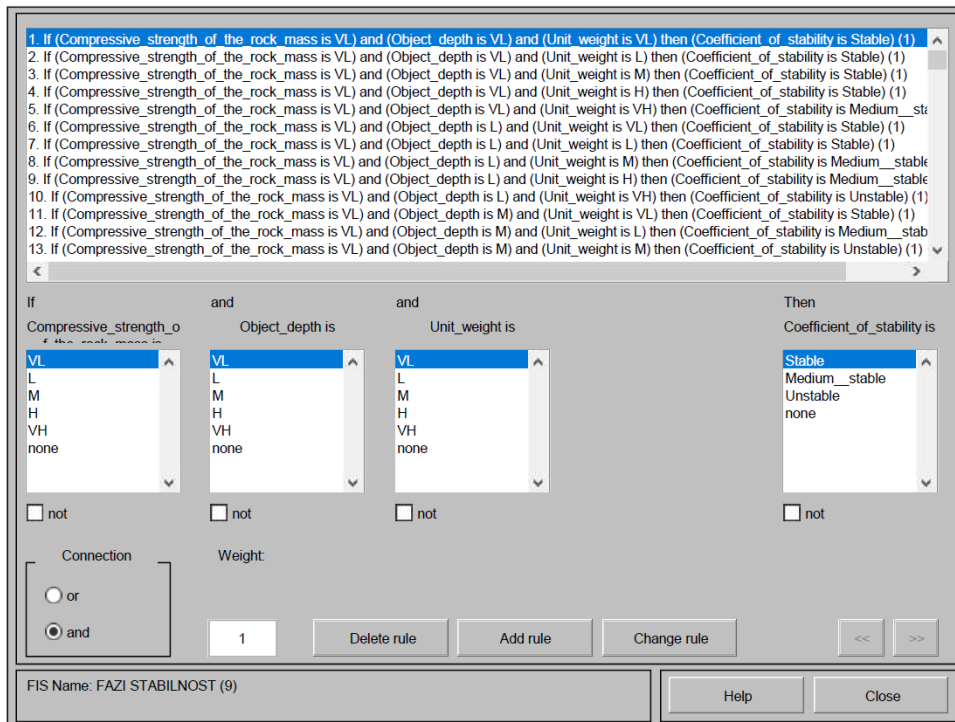 1. If (Compressive_strength_of_the_rock_mass is VL) and (Object_depth is VL) and (Unit_weight is VL) then (Coefficient_of_stability is Stable) (1)
2. If (Compressive_strength_of_the_rock_mass is VL) and (Object_depth is VL) and (Unit_weight is L) then (Coefficient_of_stability is Stable) (1)
3. If (Compressive_strength_of_the_rock_mass is VL) and (Object_depth is VL) and (Unit_weight is M) then (Coefficient_of_stability is Stable) (1)
4. If (Compressive_strength_of_the_rock_mass is VL) and (Object_depth is VL) and (Unit_weight is H) then (Coefficient_of_stability is Stable) (1)
5. If (Compressive_strength_of_the_rock_mass is VL) and (Object_depth is VL) and (Unit_weight is VH) then (Coefficient_of_stability is Medium__sta
6. If (Compressive_strength_of_the_rock_mass is VL) and (Object_depth is L) and (Unit_weight is VL) then (Coefficient_of_stability is Stable) (1)
7. If (Compressive_strength_of_the_rock_mass is VL) and (Object_depth is L) and (Unit_weight is L) then (Coefficient_of_stability is Stable) (1)
8. If (Compressive_strength_of_the_rock_mass is VL) and (Object_depth is L) and (Unit_weight is M) then (Coefficient_of_stability is Medium__stable
9. If (Compressive_strength_of_the_rock_mass is VL) and (Object_depth is L) and (Unit_weight is H) then (Coefficient_of_stability is Medium__stable
10. If (Compressive_strength_of_the_rock_mass is VL) and (Object_depth is L) and (Unit_weight is VH) then (Coefficient_of_stability is Unstable) (1)
11. If (Compressive_strength_of_the_rock_mass is VL) and (Object_depth is M) and (Unit_weight is VL) then (Coefficient_of_stability is Stable) (1)
12. If (Compressive_strength_of_the_rock_mass is VL) and (Object_depth is M) and (Unit_weight is L) then (Coefficient_of_stability is Medium__stab
13. If (Compressive_strength_of_the_rock_mass is VL) and (Object_depth is M) and (Unit_weight is M) then (Coefficient_of_stability is Unstable) (1)
If and and Then
Compressive_strength_o Object_depth is Unit_weight is Coefficient_of_stability is
f_the_rock_mass is
VL VL VL Stable
L L L Medium__stable
M M M Unstable
H H H none
VH VH VH
none none none
not not not not
Connection Weight:
or
and 1 Delete rule Add rule Change rule << >>
FIS Name: FAZI STABILNOST (9) Help Close